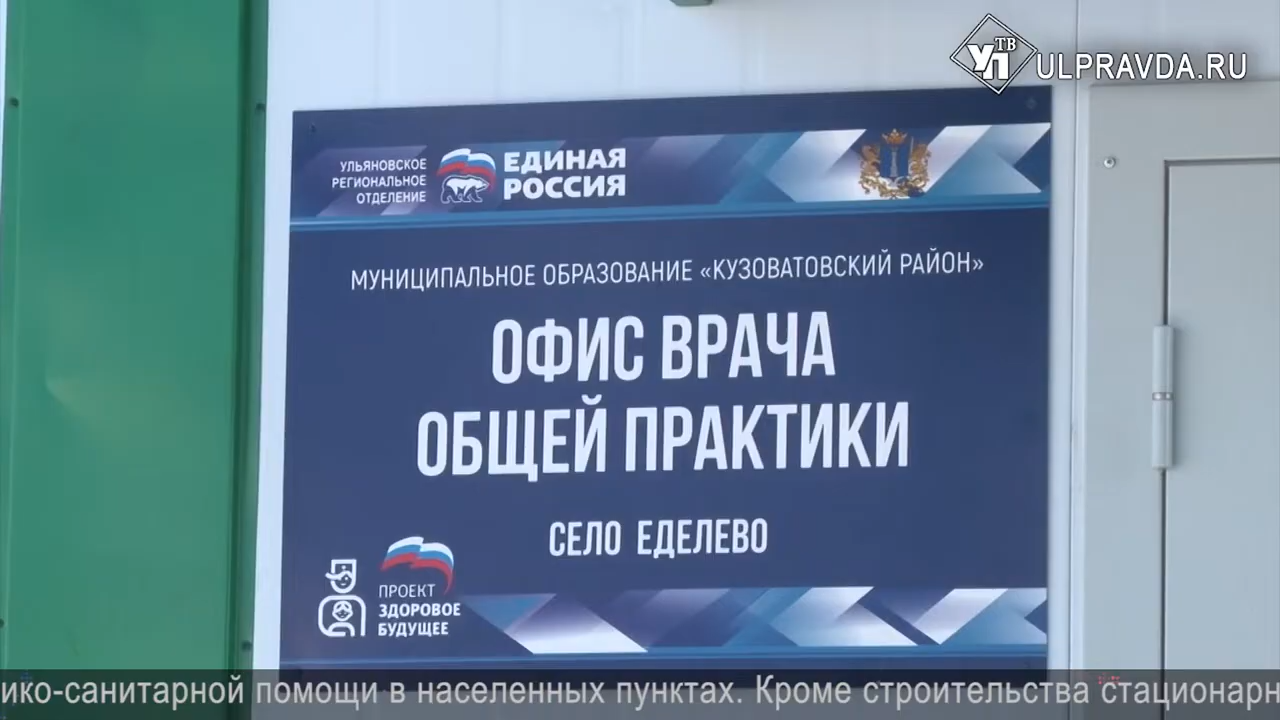 УП ТВ ULPRAVDA.RU
УЛЬЯНОВСКОЕ
РЕГИОНАЛЬНОЕ
ОТДЕЛЕНИЕ
ЕДИНАЯ
РОССИЯ
МУНИЦИПАЛЬНОЕ ОБРАЗОВАНИЕ «КУЗОВАТОВСКИЙ РАЙОН»
ОФИС ВРАЧА
ОБЩЕЙ ПРАКТИКИ
СЕЛО ЕДЕЛЕВО
ПРОЕКТ
ЗДОРОВОЕ
БУДУЩЕЕ
ико-санитарной помощи в населенных пунктах. Кроме строительства стационарн